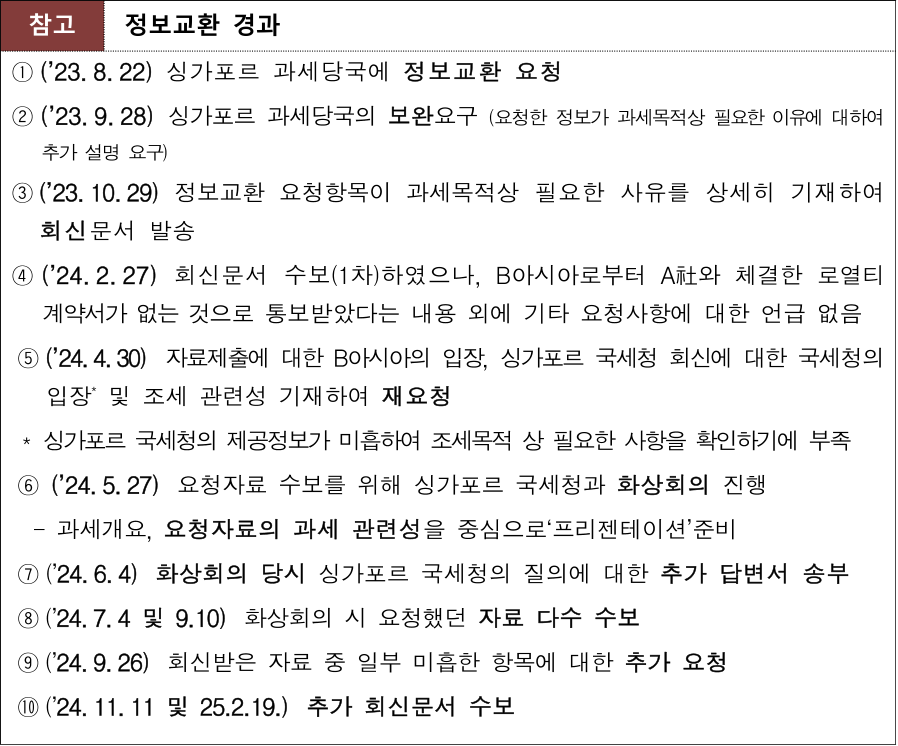 참고 정보교환 경과
① (’23. 8. 22) 싱가포르 과세당국에 정보교환 요청
② (’23. 9. 28) 싱가포르 과세당국의 보완요구 (요청한 정보가 과세목적상 필요한 이유에 대하여
추가 설명 요구)
③ (’23. 10. 29) 정보교환 요청항목이 과세목적상 필요한 사유를 상세히 기재하여
회신문서 발송
④ (’24. 2. 27) 회신문서 수보(1차)하였으나, B아시아로부터 A社와 체결한 로열티
계약서가 없는 것으로 통보받았다는 내용 외에 기타 요청사항에 대한 언급 없음
⑤ (’24. 4. 30) 자료제출에 대한 B아시아의 입장, 싱가포르 국세청 회신에 대한 국세청의
입장* 및 조세 관련성 기재하여 재요청
* 싱가포르 국세청의 제공정보가 미흡하여 조세목적 상 필요한 사항을 확인하기에 부족
⑥ (’24. 5. 27) 요청자료 수보를 위해 싱가포르 국세청과 화상회의 진행
- 과세개요, 요청자료의 과세 관련성을 중심으로‘프리젠테이션’준비
⑦ (’24. 6. 4) 화상회의 당시 싱가포르 국세청의 질의에 대한 추가 답변서 송부
⑧ (’24. 7. 4 및 9.10) 화상회의 시 요청했던 자료 다수 수보
⑨ (’24. 9. 26) 회신받은 자료 중 일부 미흡한 항목에 대한 추가 요청
⑩ (’24. 11. 11 및 25.2.19.) 추가 회신문서 수보